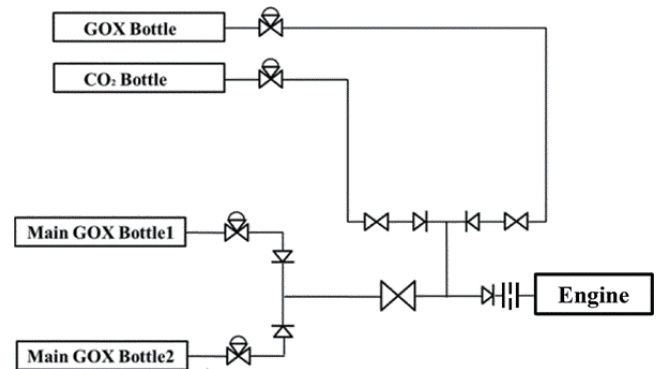 GOX Bottle
CO₂ Bottle
Main GOX Bottle1
Engine
Main GOX Bottle2